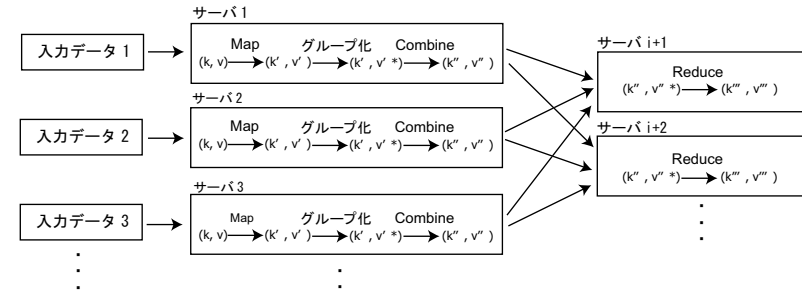 サーバ 1
入力データ 1
Map グループ化 Combine
(k, v) (k′ , v′ ) (k′ , v′ *) (k″ , v″ )
サーバ 2
入力データ 2
Map グループ化 Combine
(k, v) (k′ , v′ ) (k′ , v′ *) (k″ , v″ )
サーバ 3
入力データ 3
Map グループ化 Combine
(k, v) (k′ , v′ ) (k′ , v′ *) (k″ , v″ )
サーバ i+1
Reduce
(k″ , v″ *) (k‴ , v‴ )
サーバ i+2
Reduce
(k″ , v″ *) (k‴ , v‴ )